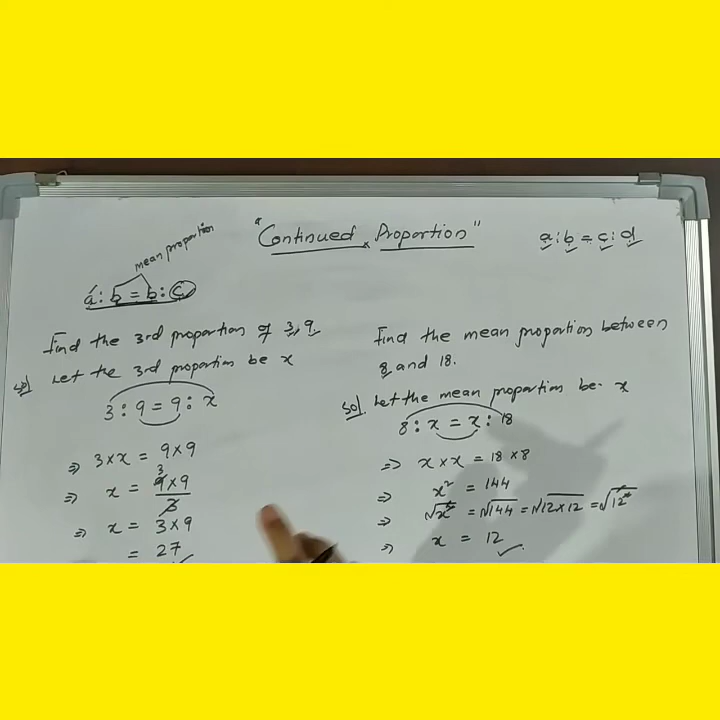 "Continued Proportion"
a : b = c : d
mean proportion
a : b = b : c
Find the 3rd proportion of 3, 9.
Sol Let the 3rd proportion be x
3 : 9 = 9 : x
⇒ 3 × x = 9 × 9
3
⇒ x = 9 × 9 / 3
⇒ x = 3 × 9
= 27
Find the mean proportion between
8 and 18.
Sol. Let the mean proportion be x
8 : x = x : 18
⇒ x × x = 18 × 8
⇒ x² = 144
⇒ √x² = √144 = √12×12 = √12²
⇒ x = 12